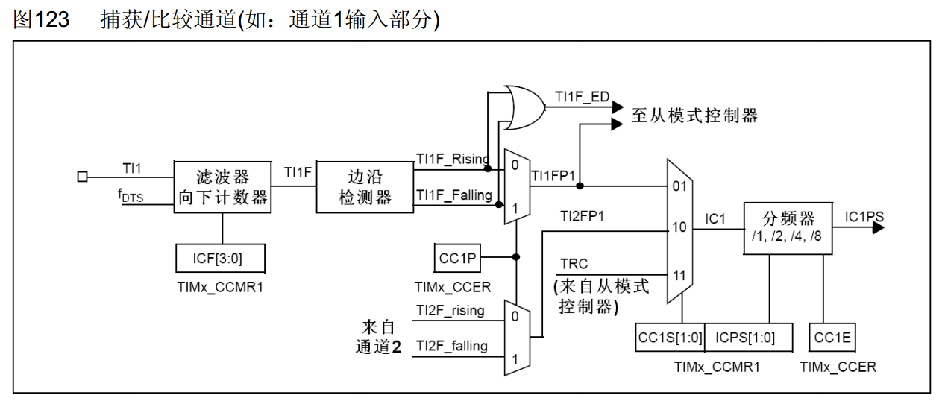 图123 捕获/比较通道(如：通道1输入部分)
TI1F_ED
至从模式控制器
TI1
f_DTS
滤波器
向下计数器
TI1F
边沿
检测器
TI1F_Rising
TI1F_Falling
0
1
TI1FP1
TI2FP1
01
10
11
IC1
分频器
/1, /2, /4, /8
IC1PS
ICF[3:0]
TIMx_CCMR1
CC1P
TIMx_CCER
TRC
(来自从模式
控制器)
来自
通道2
TI2F_rising
TI2F_falling
0
1
CC1S[1:0]
ICPS[1:0]
CC1E
TIMx_CCMR1
TIMx_CCER